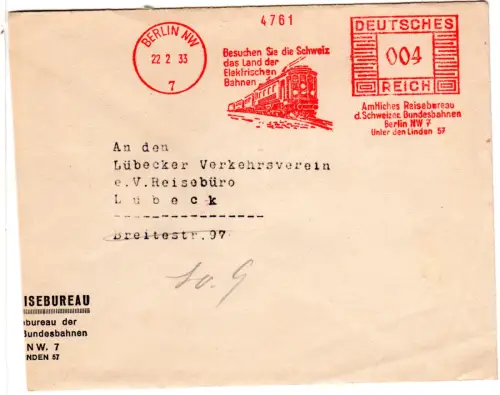 4761
BERLIN NW
22 2 33
7
Besuchen Sie die Schweiz
das Land der
Elektrischen
Bahnen
DEUTSCHES
004
REICH
Amtliches Reisebureau
d. Schweizer. Bundesbahnen
Berlin NW 7
Unter den Linden 57
An den
Lübecker Verkehrsverein
e.V.Reisebüro
Lübeck
Breitestr.97
ISEBUREAU
bureau der
Bundesbahnen
NW. 7
NDEN 57